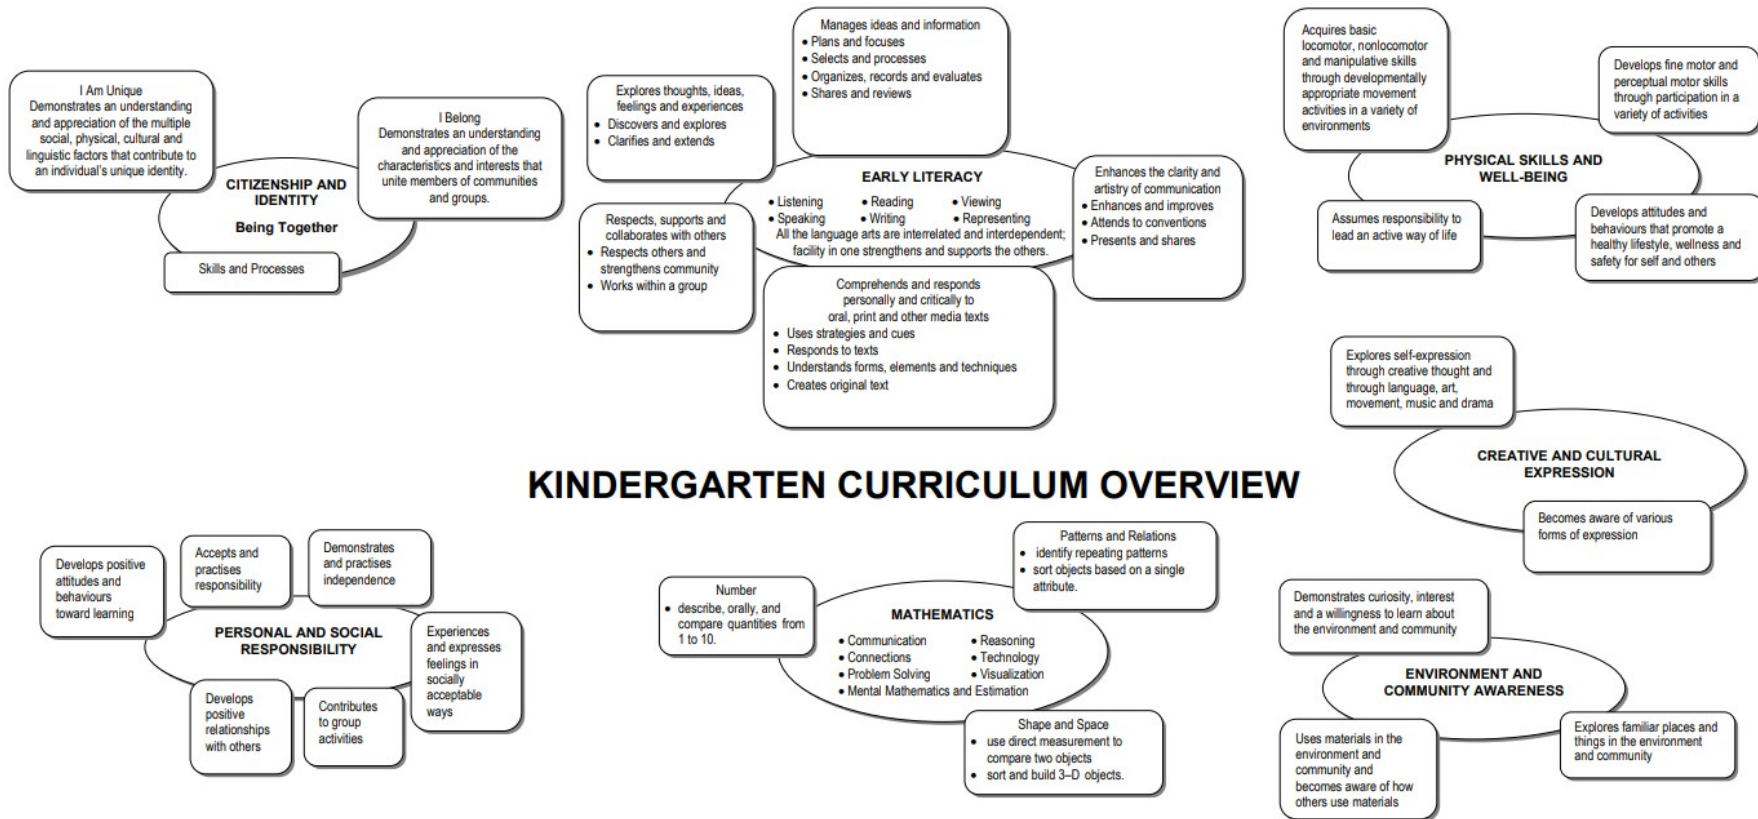 I Am Unique
Demonstrates an understanding
and appreciation of the multiple
social, physical, cultural and
linguistic factors that contribute to
an individual's unique identity.
I Belong
Demonstrates an understanding
and appreciation of the
characteristics and interests that
unite members of communities
and groups.
CITIZENSHIP AND
IDENTITY
Being Together
Skills and Processes
Manages ideas and information
• Plans and focuses
• Selects and processes
• Organizes, records and evaluates
• Shares and reviews
Explores thoughts, ideas,
feelings and experiences
• Discovers and explores
• Clarifies and extends
EARLY LITERACY
• Listening • Reading • Viewing
• Speaking • Writing • Representing
All the language arts are interrelated and interdependent;
facility in one strengthens and supports the others.
Enhances the clarity and
artistry of communication
• Enhances and improves
• Attends to conventions
• Presents and shares
Respects, supports and
collaborates with others
• Respects others and
strengthens community
• Works within a group
Comprehends and responds
personally and critically to
oral, print and other media texts
• Uses strategies and cues
• Responds to texts
• Understands forms, elements and techniques
• Creates original text
Acquires basic
locomotor, nonlocomotor
and manipulative skills
through developmentally
appropriate movement
activities in a variety of
environments
Develops fine motor and
perceptual motor skills
through participation in a
variety of activities
PHYSICAL SKILLS AND
WELL-BEING
Assumes responsibility to
lead an active way of life
Develops attitudes and
behaviours that promote a
healthy lifestyle, wellness and
safety for self and others
Explores self-expression
through creative thought and
through language, art,
movement, music and drama
CREATIVE AND CULTURAL
EXPRESSION
Becomes aware of various
forms of expression
KINDERGARTEN CURRICULUM OVERVIEW
Develops positive
attitudes and
behaviours
toward learning
Accepts and
practises
responsibility
Demonstrates
and practises
independence
PERSONAL AND SOCIAL
RESPONSIBILITY
Experiences
and expresses
feelings in
socially
acceptable
ways
Develops
positive
relationships
with others
Contributes
to group
activities
Number
• describe, orally, and
compare quantities from
1 to 10.
Patterns and Relations
• identify repeating patterns
• sort objects based on a single
attribute.
MATHEMATICS
• Communication • Reasoning
• Connections • Technology
• Problem Solving • Visualization
• Mental Mathematics and Estimation
Shape and Space
• use direct measurement to
compare two objects
• sort and build 3–D objects.
Demonstrates curiosity, interest
and a willingness to learn about
the environment and community
ENVIRONMENT AND
COMMUNITY AWARENESS
Uses materials in the
environment and
community and
becomes aware of how
others use materials
Explores familiar places and
things in the environment
and community